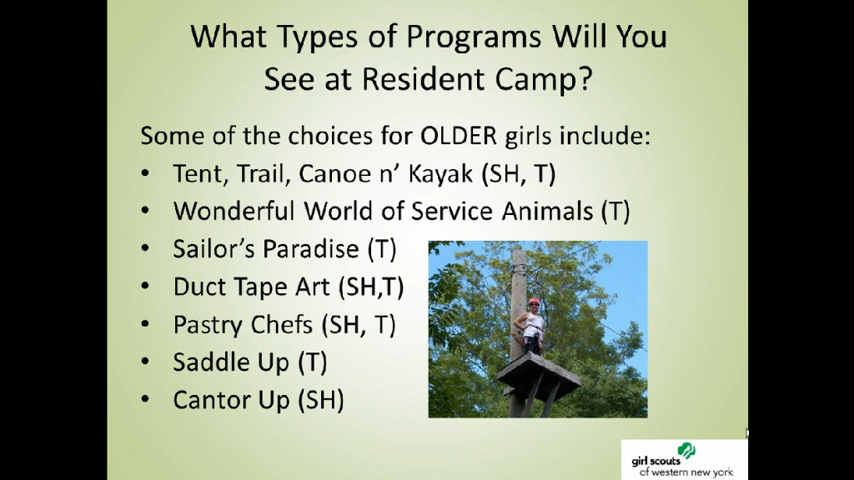 What Types of Programs Will You
See at Resident Camp?
Some of the choices for OLDER girls include:
• Tent, Trail, Canoe n’ Kayak (SH, T)
• Wonderful World of Service Animals (T)
• Sailor’s Paradise (T)
• Duct Tape Art (SH,T)
• Pastry Chefs (SH, T)
• Saddle Up (T)
• Cantor Up (SH)
girl scouts
of western new york